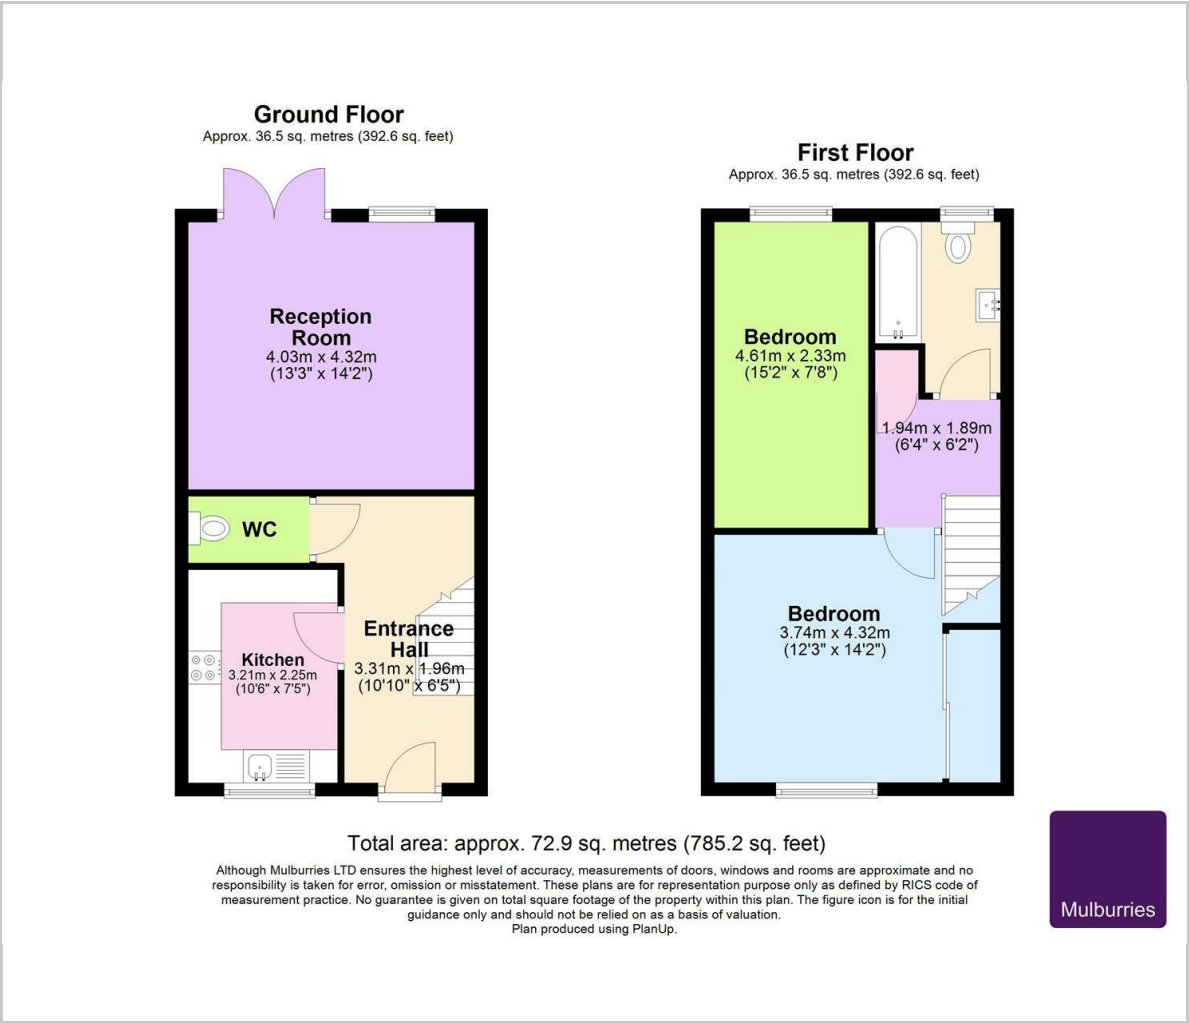 Ground Floor
Approx. 36.5 sq. metres (392.6 sq. feet)
Reception
Room
4.03m x 4.32m
(13'3" x 14'2")
WC
Kitchen
3.21m x 2.25m
(10'6" x 7'5")
Entrance
Hall
3.31m x 1.96m
(10'10" x 6'5")
First Floor
Approx. 36.5 sq. metres (392.6 sq. feet)
Bedroom
4.61m x 2.33m
(15'2" x 7'8")
1.94m x 1.89m
(6'4" x 6'2")
Bedroom
3.74m x 4.32m
(12'3" x 14'2")
Total area: approx. 72.9 sq. metres (785.2 sq. feet)
Although Mulburries LTD ensures the highest level of accuracy, measurements of doors, windows and rooms are approximate and no
responsibility is taken for error, omission or misstatement. These plans are for representation purpose only as defined by RICS code of
measurement practice. No guarantee is given on total square footage of the property within this plan. The figure icon is for the initial
guidance only and should not be relied on as a basis of valuation.
Plan produced using PlanUp.
Mulburries